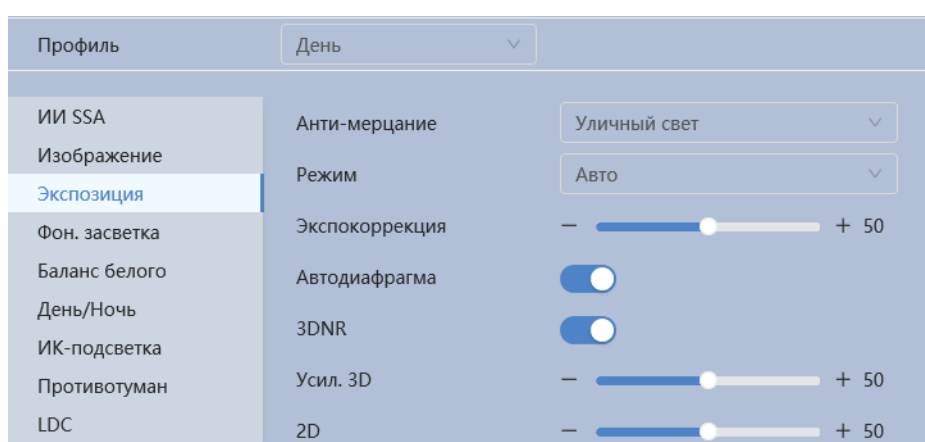 Профиль День
ИИ SSA
Изображение
Экспозиция
Фон. засветка
Баланс белого
День/Ночь
ИК-подсветка
Противотуман
LDC
Анти-мерцание Уличный свет
Режим Авто
Экспокоррекция − + 50
Автодиафрагма
3DNR
Усил. 3D − + 50
2D − + 50